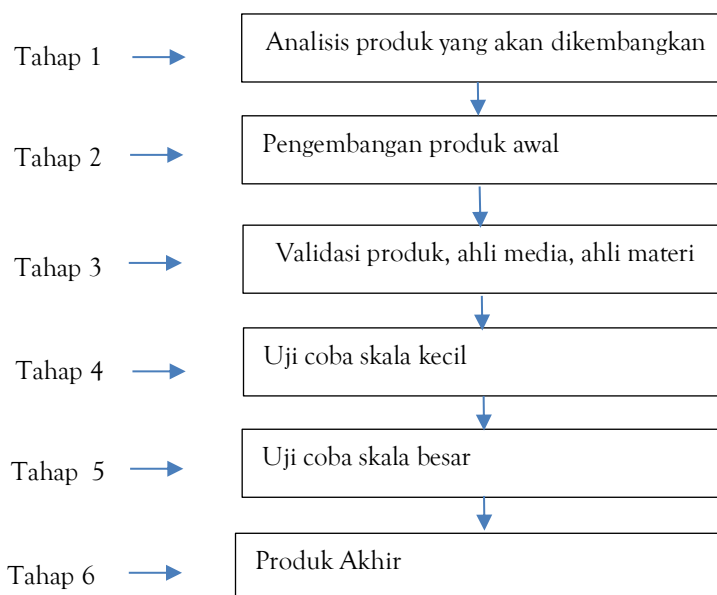 Tahap 1
Analisis produk yang akan dikembangkan
Tahap 2
Pengembangan produk awal
Tahap 3
Validasi produk, ahli media, ahli materi
Tahap 4
Uji coba skala kecil
Tahap 5
Uji coba skala besar
Tahap 6
Produk Akhir